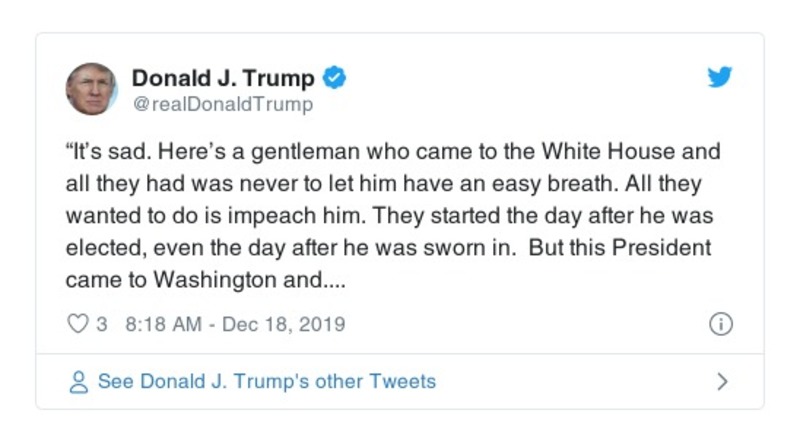 Donald J. Trump
@realDonaldTrump
“It’s sad. Here’s a gentleman who came to the White House and
all they had was never to let him have an easy breath. All they
wanted to do is impeach him. They started the day after he was
elected, even the day after he was sworn in.  But this President
came to Washington and....
3 8:18 AM - Dec 18, 2019
See Donald J. Trump's other Tweets